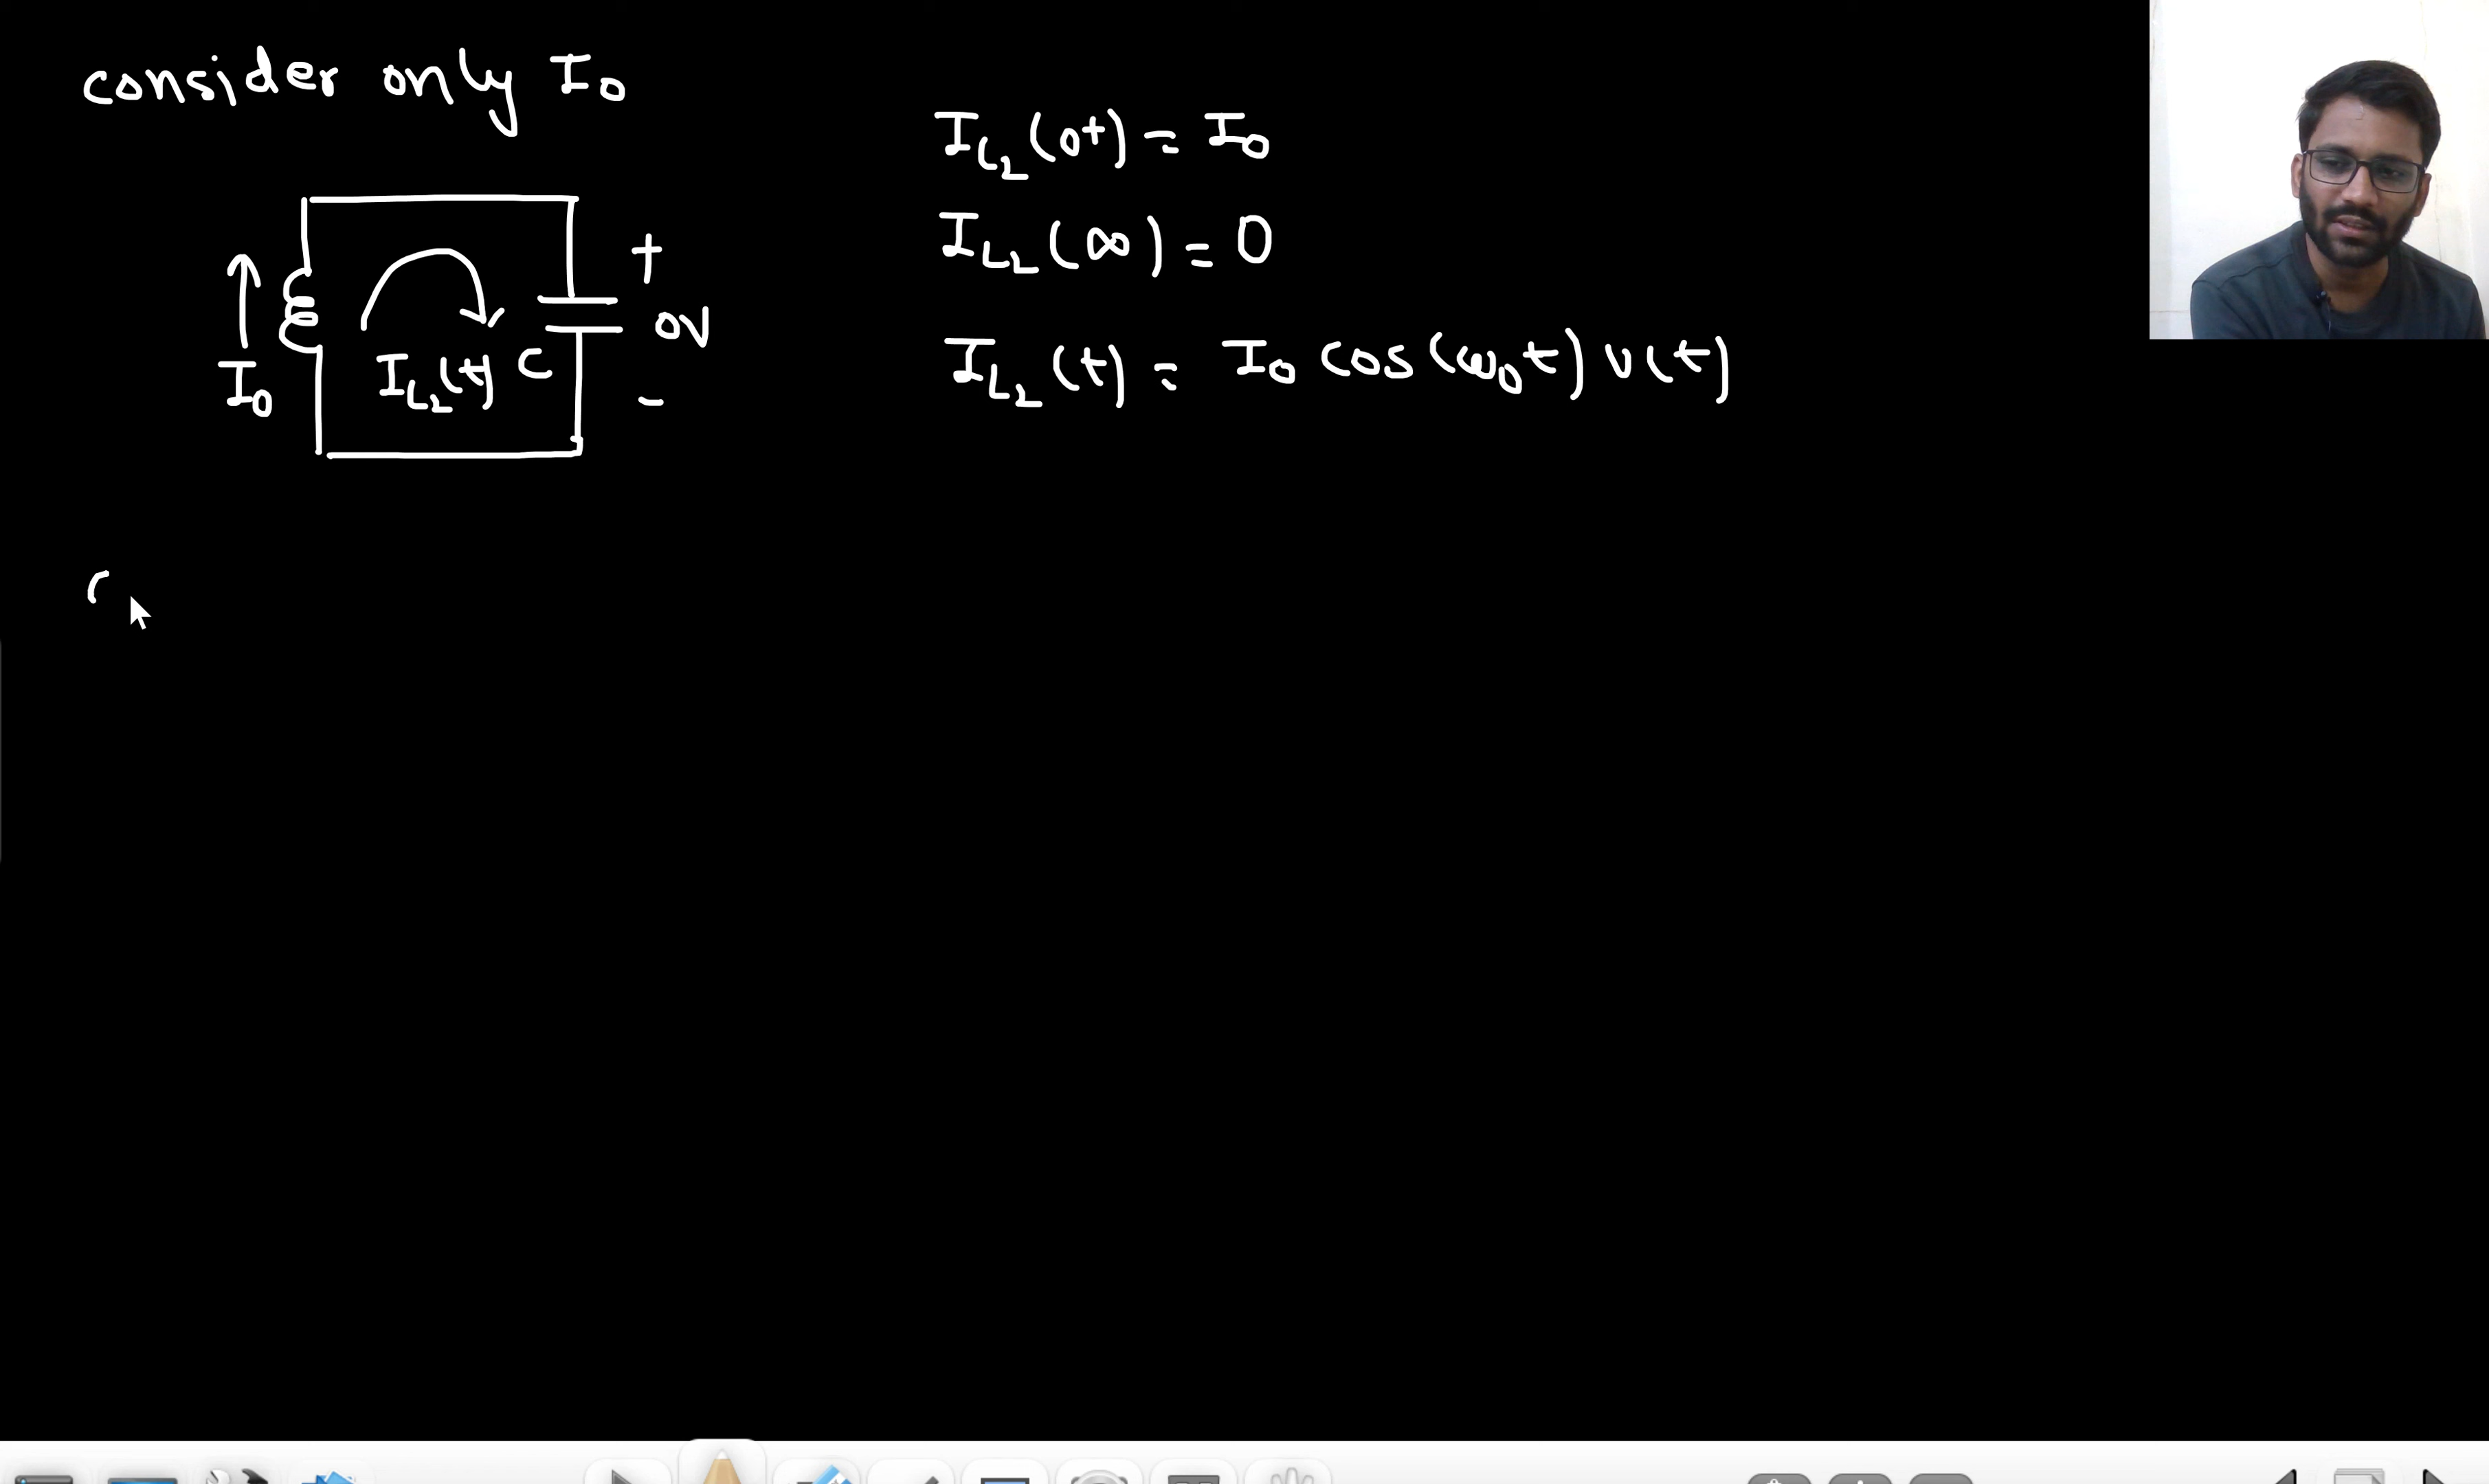 consider only I₀
I_L₂(0+) = I₀
I_L₂(∞) = 0
I_L₂(t) = I₀ cos(ω₀t) u(t)
+
0V
-
I₀
I_L₂(t)
C